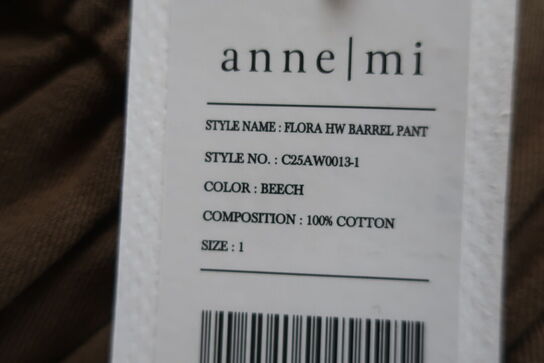 anne|mi
STYLE NAME : FLORA HW BARREL PANT
STYLE NO. : C25AW0013-1
COLOR : BEECH
COMPOSITION : 100% COTTON
SIZE : 1